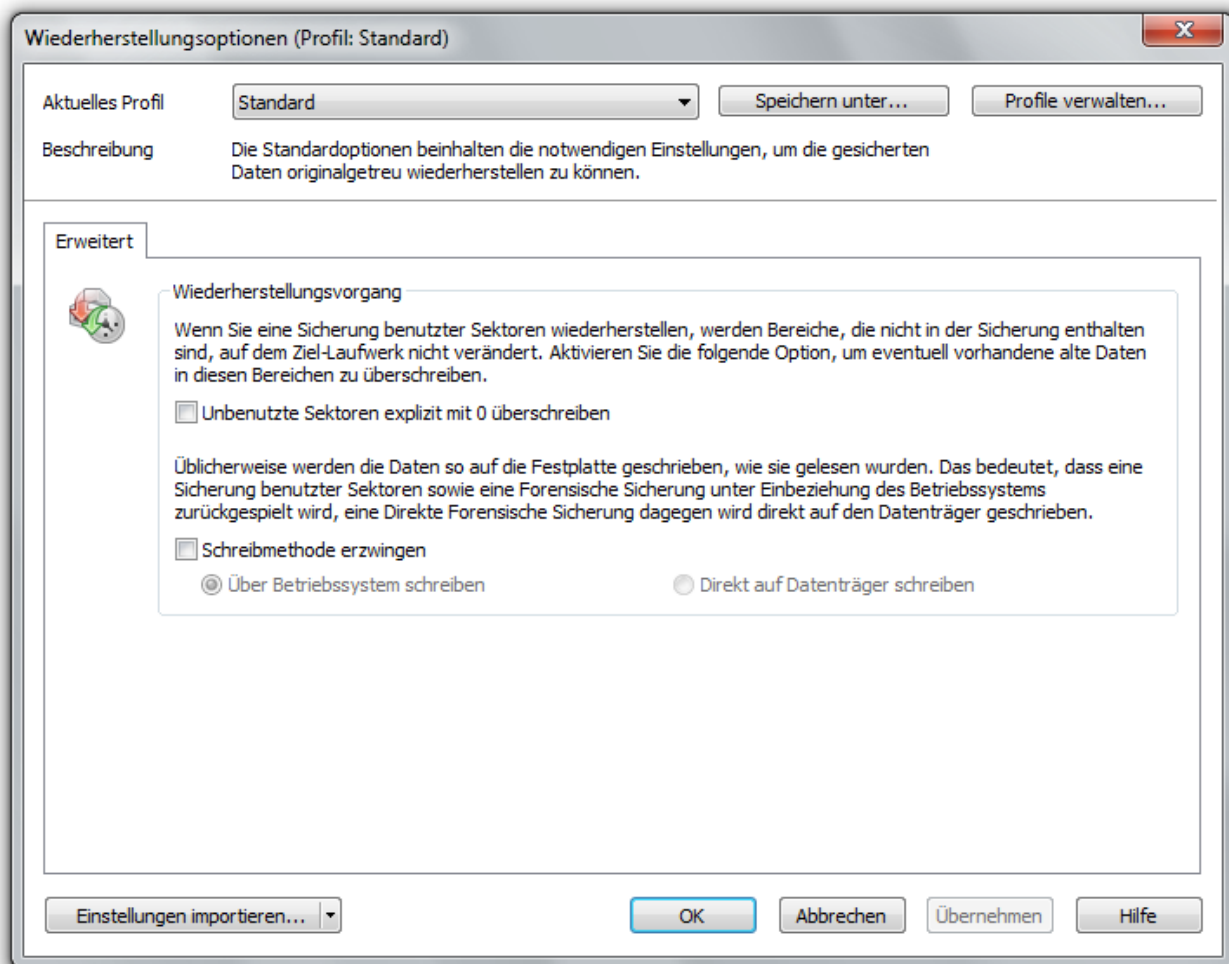 Wiederherstellungsoptionen (Profil: Standard)
Aktuelles Profil
Standard
Speichern unter...
Profile verwalten...
Beschreibung
Die Standardoptionen beinhalten die notwendigen Einstellungen, um die gesicherten
Daten originalgetreu wiederherstellen zu können.
Erweitert
Wiederherstellungsvorgang
Wenn Sie eine Sicherung benutzter Sektoren wiederherstellen, werden Bereiche, die nicht in der Sicherung enthalten
sind, auf dem Ziel-Laufwerk nicht verändert. Aktivieren Sie die folgende Option, um eventuell vorhandene alte Daten
in diesen Bereichen zu überschreiben.
Unbenutzte Sektoren explizit mit 0 überschreiben
Üblicherweise werden die Daten so auf die Festplatte geschrieben, wie sie gelesen wurden. Das bedeutet, dass eine
Sicherung benutzter Sektoren sowie eine Forensische Sicherung unter Einbeziehung des Betriebssystems
zurückgespielt wird, eine Direkte Forensische Sicherung dagegen wird direkt auf den Datenträger geschrieben.
Schreibmethode erzwingen
Über Betriebssystem schreiben
Direkt auf Datenträger schreiben
Einstellungen importieren...
OK
Abbrechen
Übernehmen
Hilfe